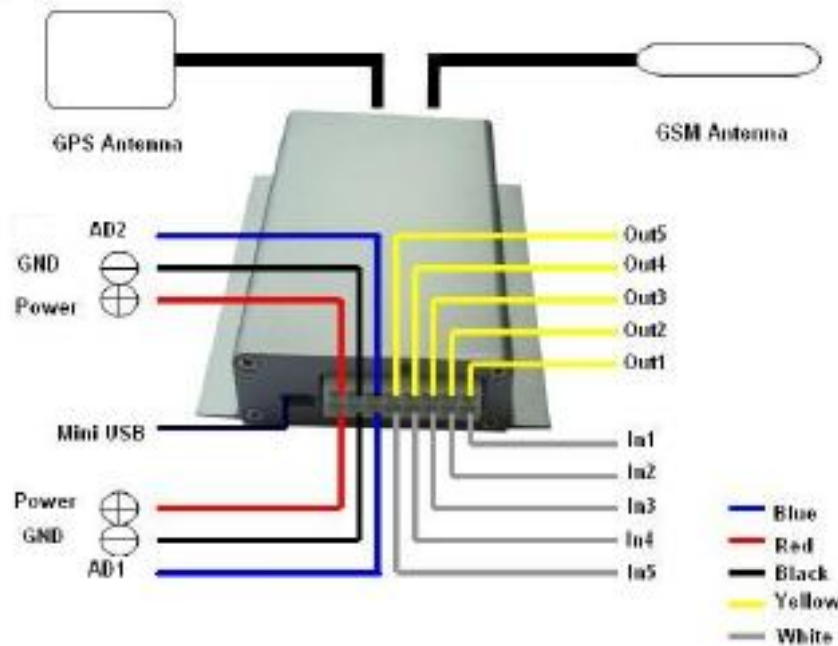 GPS Antenna
GSM Antenna
AD2
GND
Power
Out5
Out4
Out3
Out2
Out1
Mini USB
In1
In2
In3
In4
In5
Power
GND
AD1
Blue
Red
Black
Yellow
White